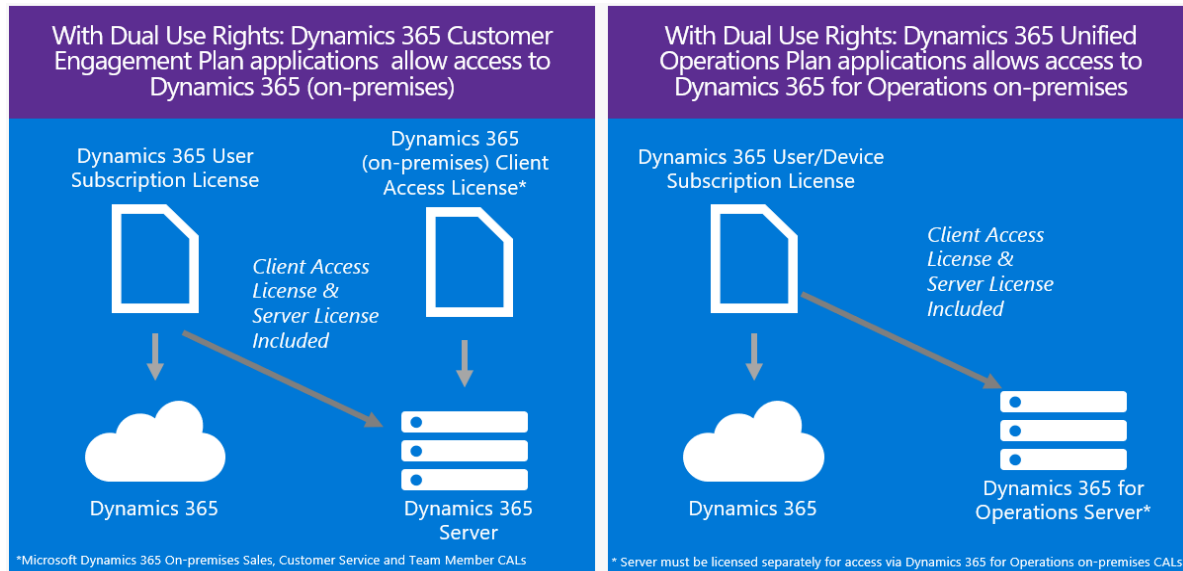 With Dual Use Rights: Dynamics 365 Customer
Engagement Plan applications allow access to
Dynamics 365 (on-premises)
Dynamics 365 User
Subscription License
Dynamics 365
(on-premises) Client
Access License*
Client Access
License &
Server License
Included
Dynamics 365
Dynamics 365
Server
*Microsoft Dynamics 365 On-premises Sales, Customer Service and Team Member CALs
With Dual Use Rights: Dynamics 365 Unified
Operations Plan applications allows access to
Dynamics 365 for Operations on-premises
Dynamics 365 User/Device
Subscription License
Client Access
License &
Server License
Included
Dynamics 365
Dynamics 365 for
Operations Server*
* Server must be licensed separately for access via Dynamics 365 for Operations on-premises CALs